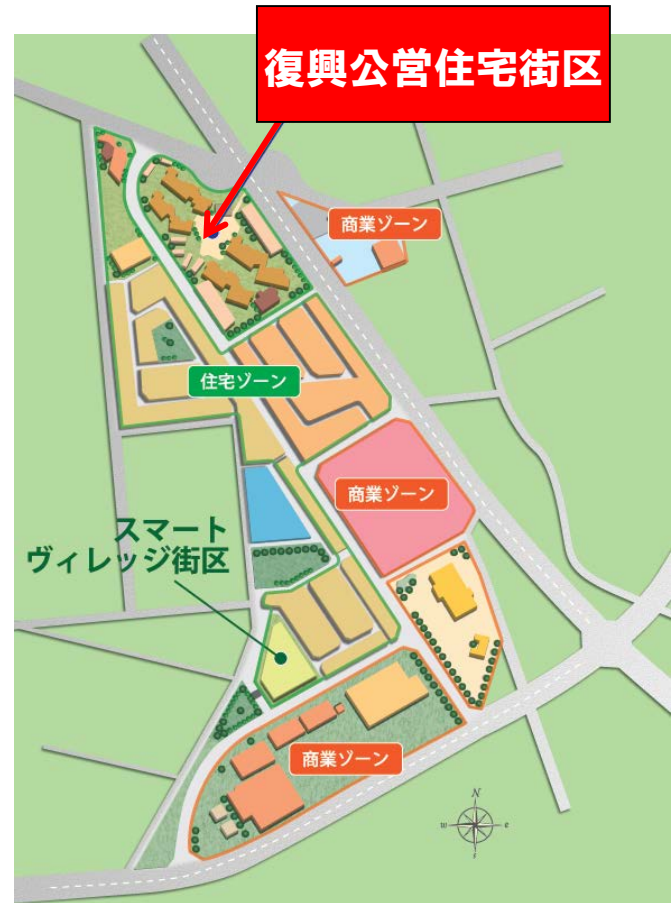 復興公営住宅街区
商業ゾーン
住宅ゾーン
商業ゾーン
スマート
ヴィレッジ街区
商業ゾーン
N
w
e
s